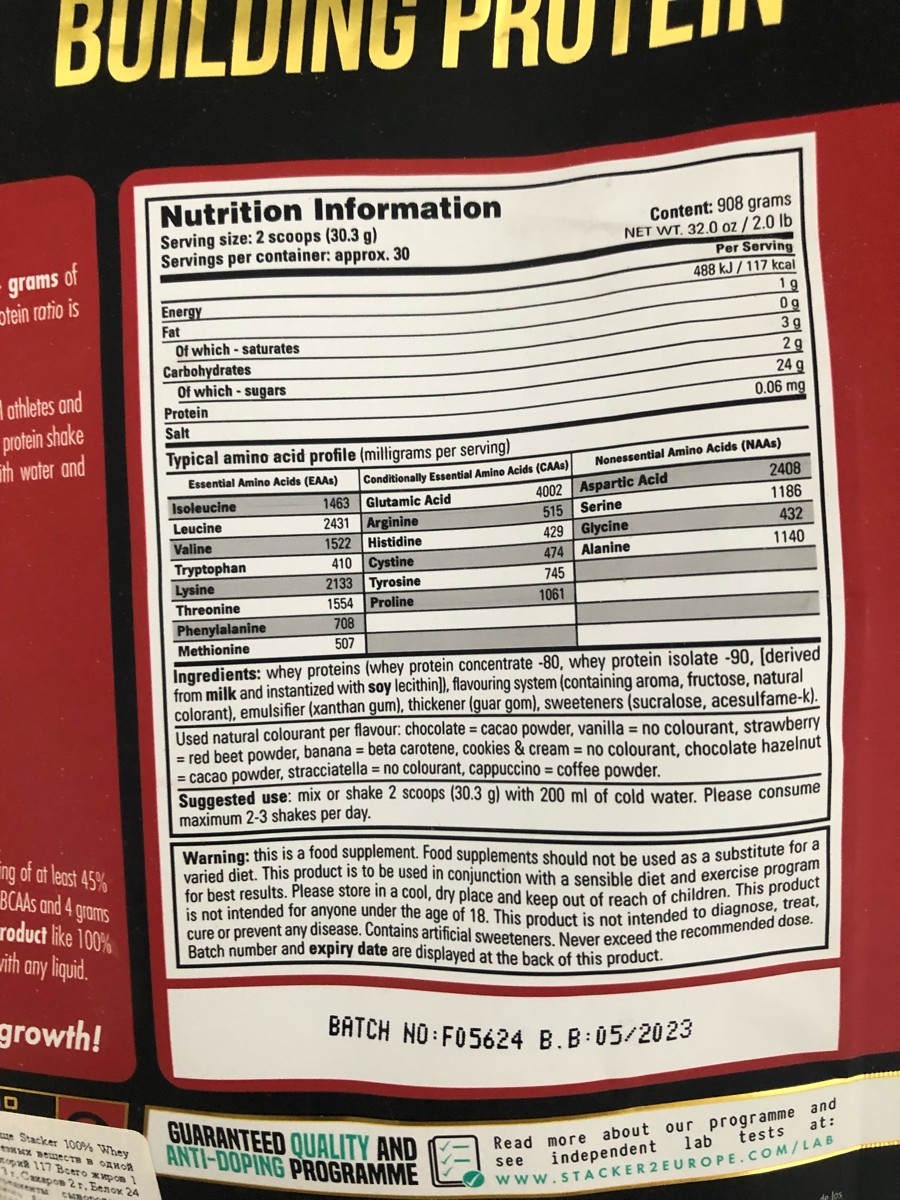 BUILDING PROTEIN
grams of
otein ratio is
athletes and
protein shake
ith water and
ing of at least 45%
BCAAs and 4 grams
roduct like 100%
with any liquid.
growth!
Nutrition Information
Serving size: 2 scoops (30.3 g)
Servings per container: approx. 30
Content: 908 grams
NET WT. 32.0 oz / 2.0 lb
Per Serving
Energy 488 kJ / 117 kcal
Fat 1 g
Of which - saturates 0 g
Carbohydrates 3 g
Of which - sugars 2 g
Protein 24 g
Salt 0.06 mg
Typical amino acid profile (milligrams per serving)
Essential Amino Acids (EAAs) Conditionally Essential Amino Acids (CAAs) Nonessential Amino Acids (NAAs)
Isoleucine 1463 Glutamic Acid 4002 Aspartic Acid 2408
Leucine 2431 Arginine 515 Serine 1186
Valine 1522 Histidine 429 Glycine 432
Tryptophan 410 Cystine 474 Alanine 1140
Lysine 2133 Tyrosine 745
Threonine 1554 Proline 1061
Phenylalanine 708
Methionine 507
Ingredients: whey proteins (whey protein concentrate -80, whey protein isolate -90, [derived
from milk and instantized with soy lecithin]), flavouring system (containing aroma, fructose, natural
colorant), emulsifier (xanthan gum), thickener (guar gom), sweeteners (sucralose, acesulfame-k).
Used natural colourant per flavour: chocolate = cacao powder, vanilla = no colourant, strawberry
= red beet powder, banana = beta carotene, cookies & cream = no colourant, chocolate hazelnut
= cacao powder, stracciatella = no colourant, cappuccino = coffee powder.
Suggested use: mix or shake 2 scoops (30.3 g) with 200 ml of cold water. Please consume
maximum 2-3 shakes per day.
Warning: this is a food supplement. Food supplements should not be used as a substitute for a
varied diet. This product is to be used in conjunction with a sensible diet and exercise program
for best results. Please store in a cool, dry place and keep out of reach of children. This product
is not intended for anyone under the age of 18. This product is not intended to diagnose, treat,
cure or prevent any disease. Contains artificial sweeteners. Never exceed the recommended dose.
Batch number and expiry date are displayed at the back of this product.
BATCH NO:F05624 B.B:05/2023
GUARANTEED QUALITY AND
ANTI-DOPING PROGRAMME
Read more about our programme and
see independent lab tests at:
WWW.STACKER2EUROPE.COM/LAB
Stacker 100% Whey
веществ в одной
117 Всего жиров 1
Сахаров 2 г, Белок 24